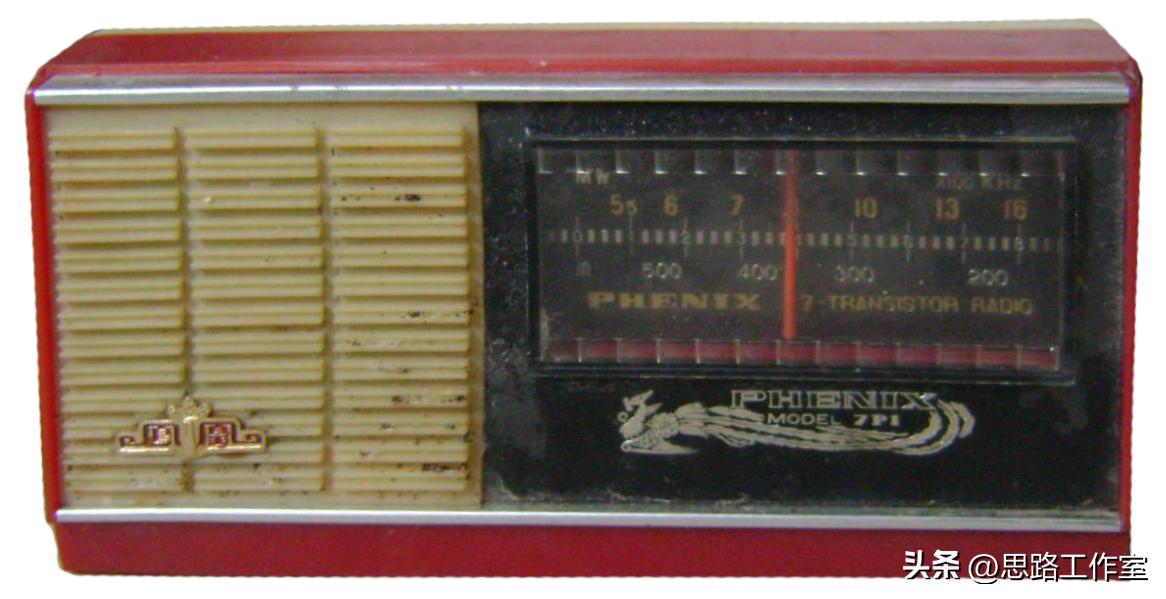 MW X100 KHZ
55 6 7 8 10 13 16
0 2 3 4 5 6 7 8
m 500 400 300 200
PHENIX 7-TRANSISTOR RADIO
PHENIX
MODEL 7P1
头条 @思路工作室